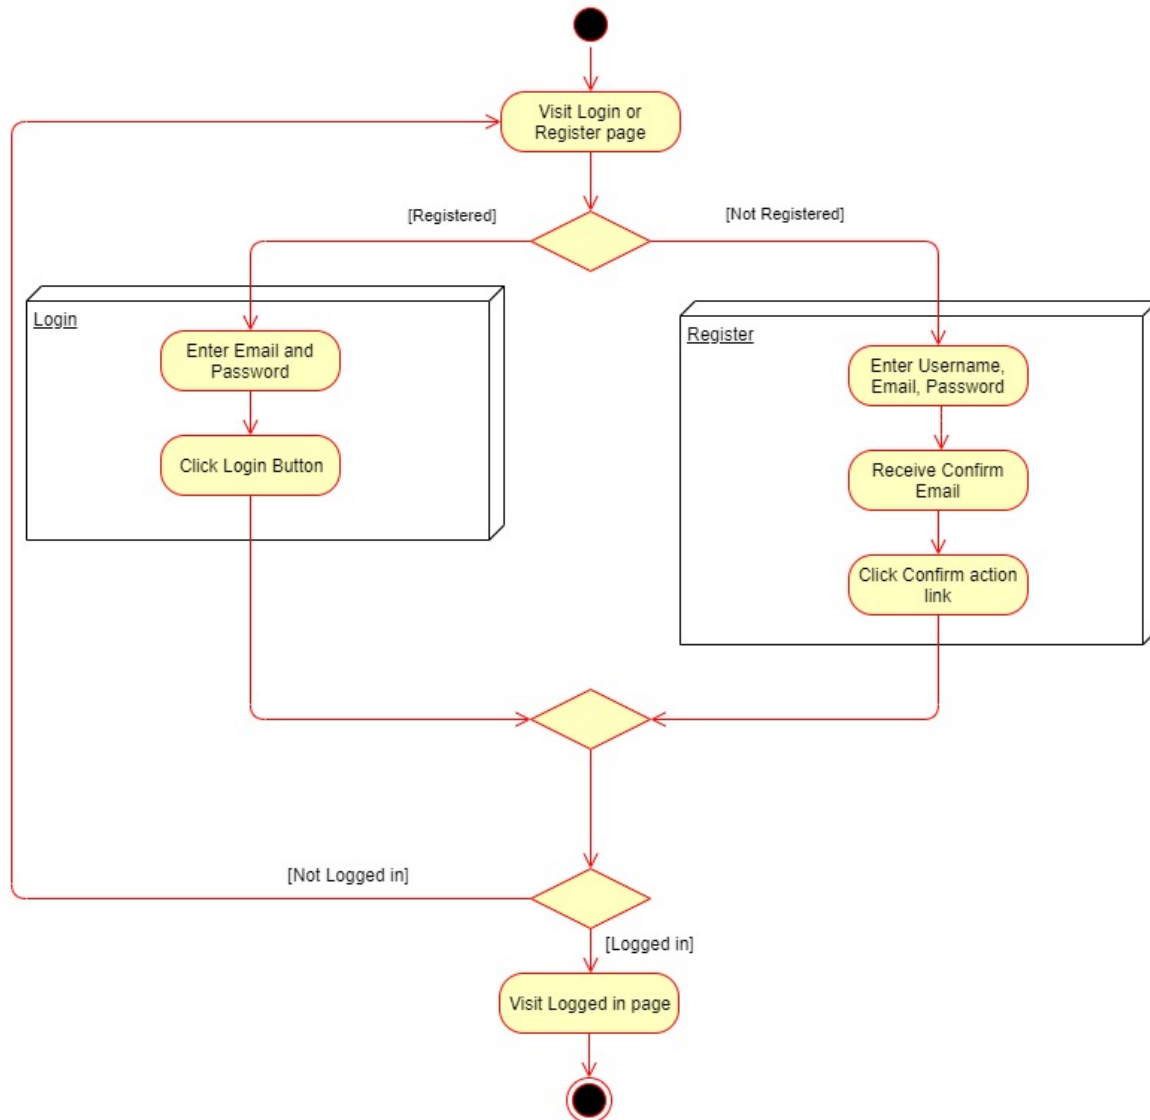 Visit Login or
Register page
[Registered]
[Not Registered]
Login
Enter Email and
Password
Click Login Button
Register
Enter Username,
Email, Password
Receive Confirm
Email
Click Confirm action
link
[Not Logged in]
[Logged in]
Visit Logged in page